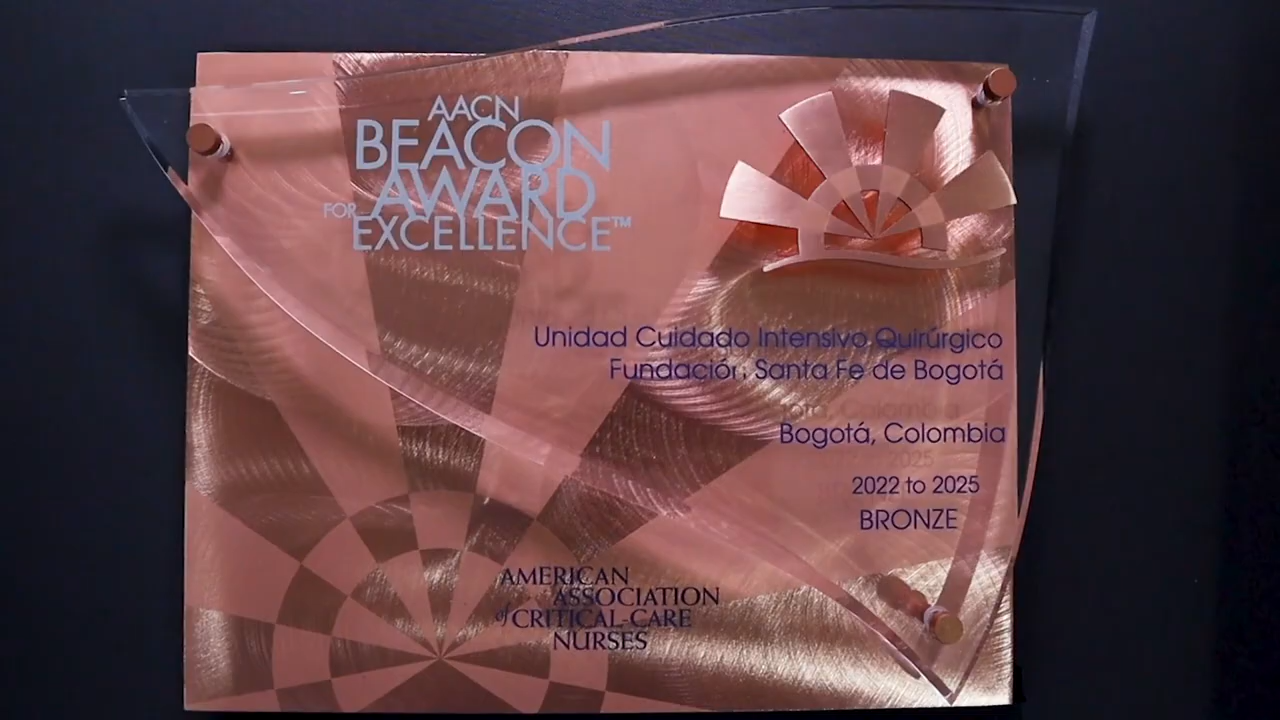 AACN
BEACON
AWARD
FOR EXCELLENCE™
Unidad Cuidado Intensivo Quirúrgico
Fundación Santa Fe de Bogotá
Bogotá, Colombia
2022 to 2025
BRONZE
AMERICAN
ASSOCIATION
of CRITICAL-CARE
NURSES